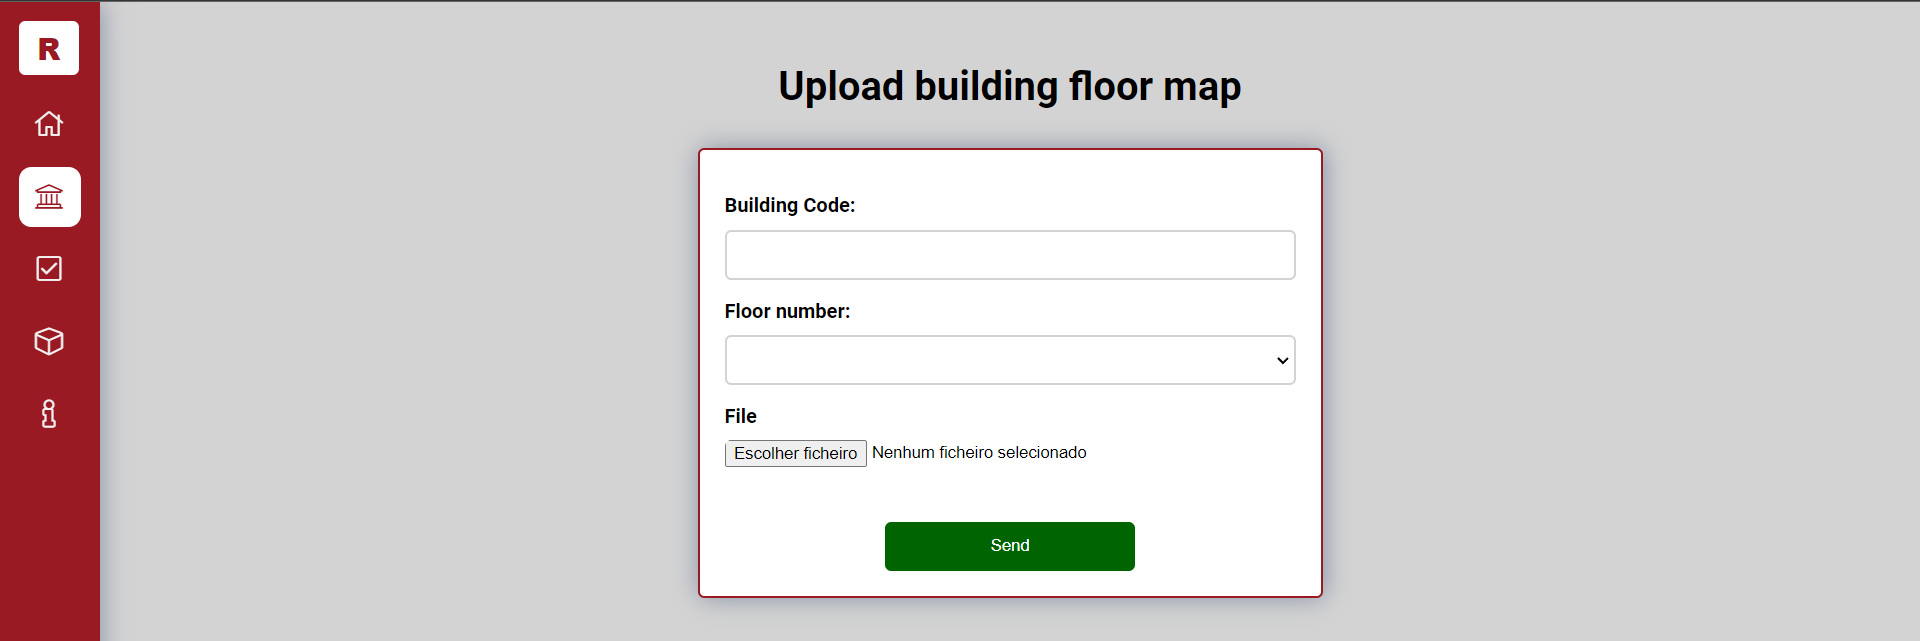 R
Upload building floor map
Building Code:
Floor number:
File
Escolher ficheiro Nenhum ficheiro selecionado
Send